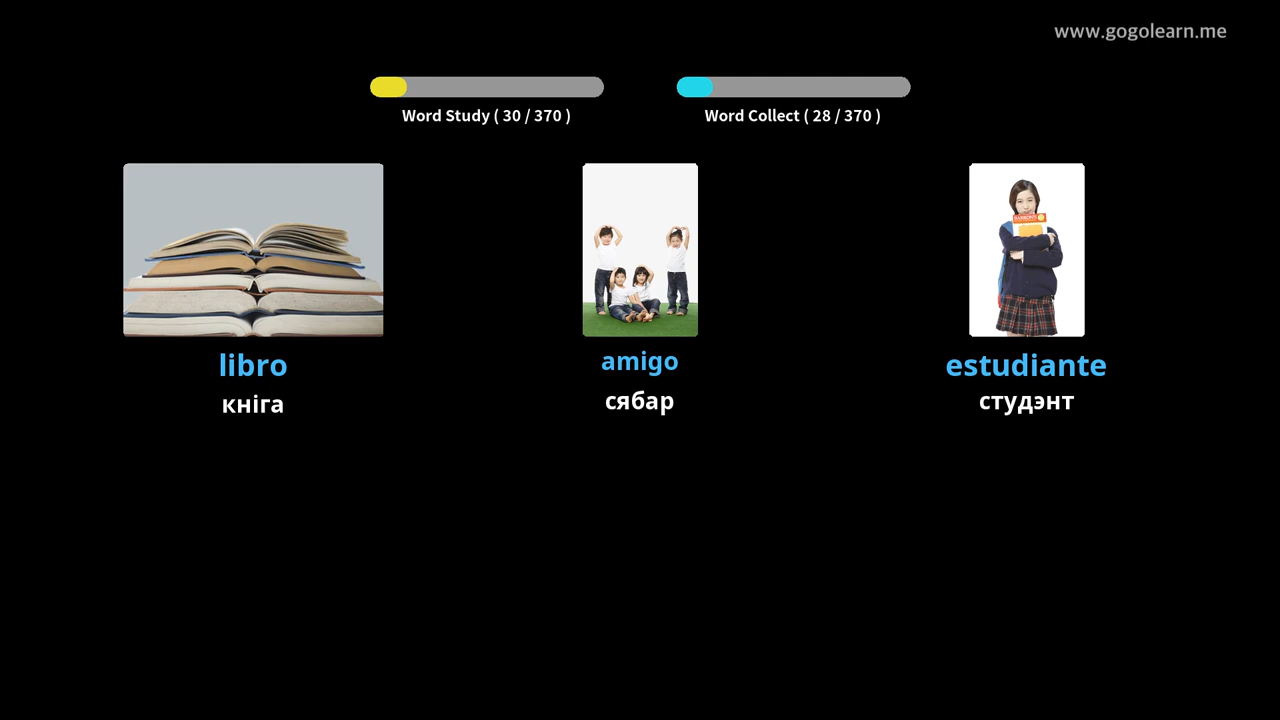 www.gogolearn.me
Word Study ( 30 / 370 )
Word Collect ( 28 / 370 )
libro
amigo
estudiante
кніга
сябар
студэнт